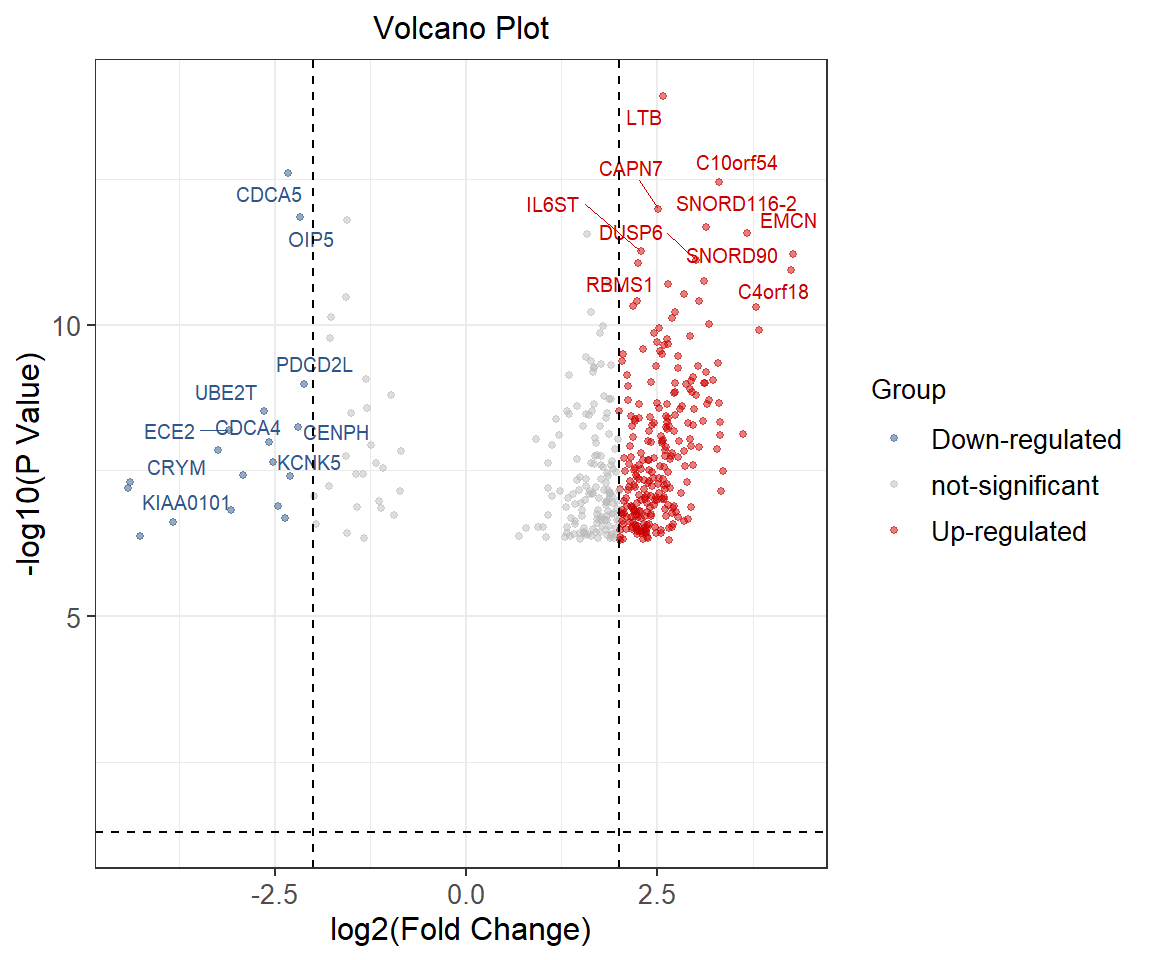 Volcano Plot
LTB
C10orf54
CAPN7
CDCA5
IL6ST
SNORD116-2
EMCN
OIP5
DUSP6
SNORD90
RBMS1
C4orf18
10
PDCD2L
UBE2T
ECE2
CDCA4
CENPH
CRYM
KCNK5
KIAA0101
5
-log10(P Value)
-2.5
0.0
2.5
log2(Fold Change)
Group
Down-regulated
not-significant
Up-regulated